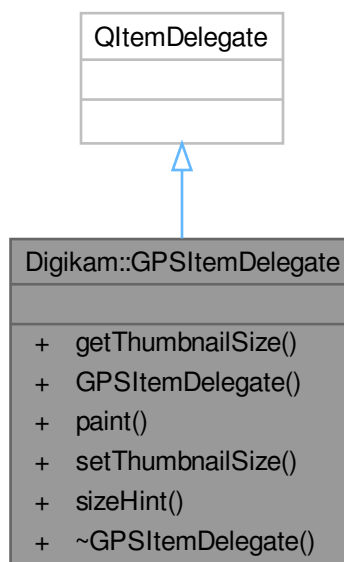 QItemDelegate
Digikam::GPSItemDelegate
+ getThumbnailSize()
+ GPSItemDelegate()
+ paint()
+ setThumbnailSize()
+ sizeHint()
+ ~GPSItemDelegate()